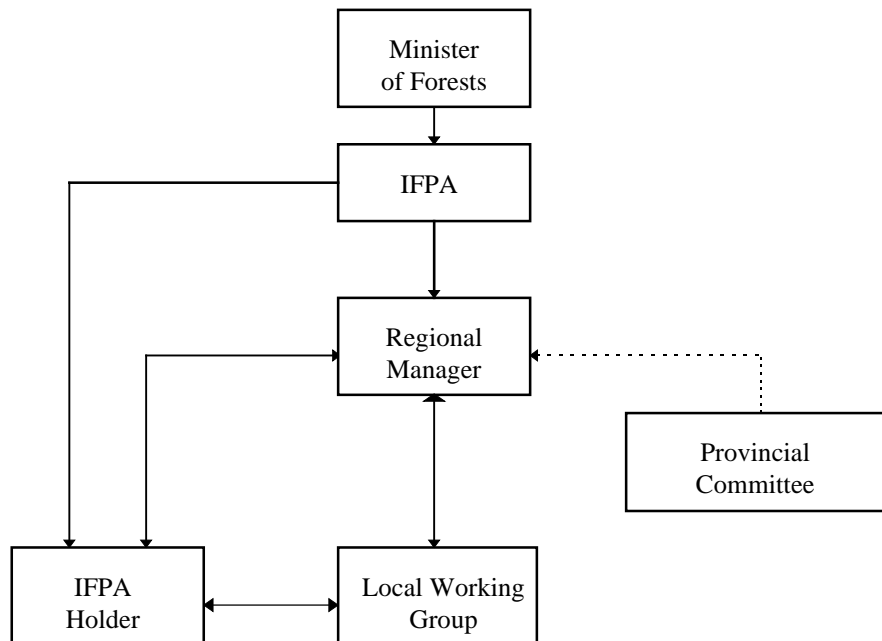 Minister
of Forests
IFPA
Regional
Manager
Provincial
Committee
IFPA
Holder
Local Working
Group